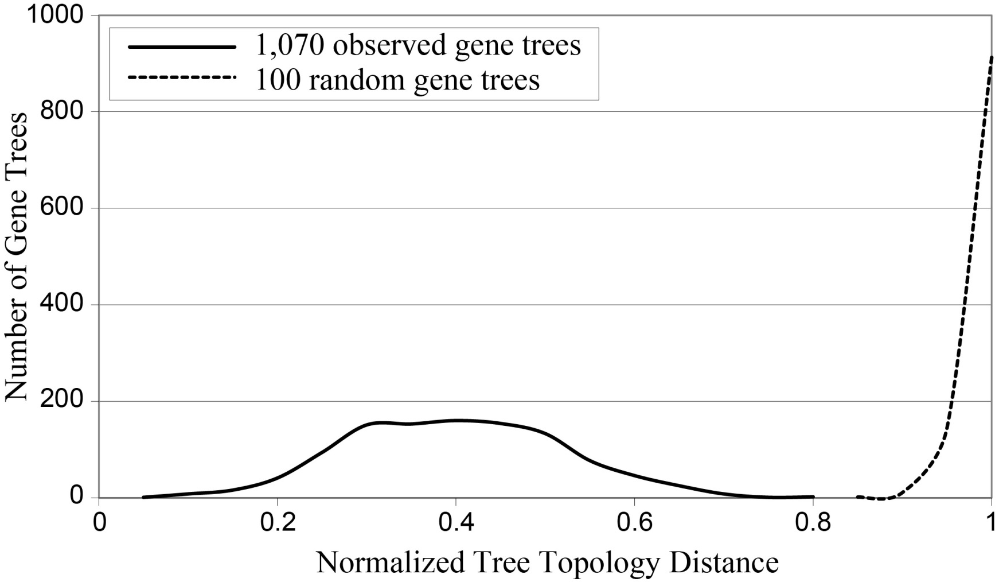 1000
800
600
400
200
0
Number of Gene Trees
1,070 observed gene trees
100 random gene trees
0 0.2 0.4 0.6 0.8 1
Normalized Tree Topology Distance